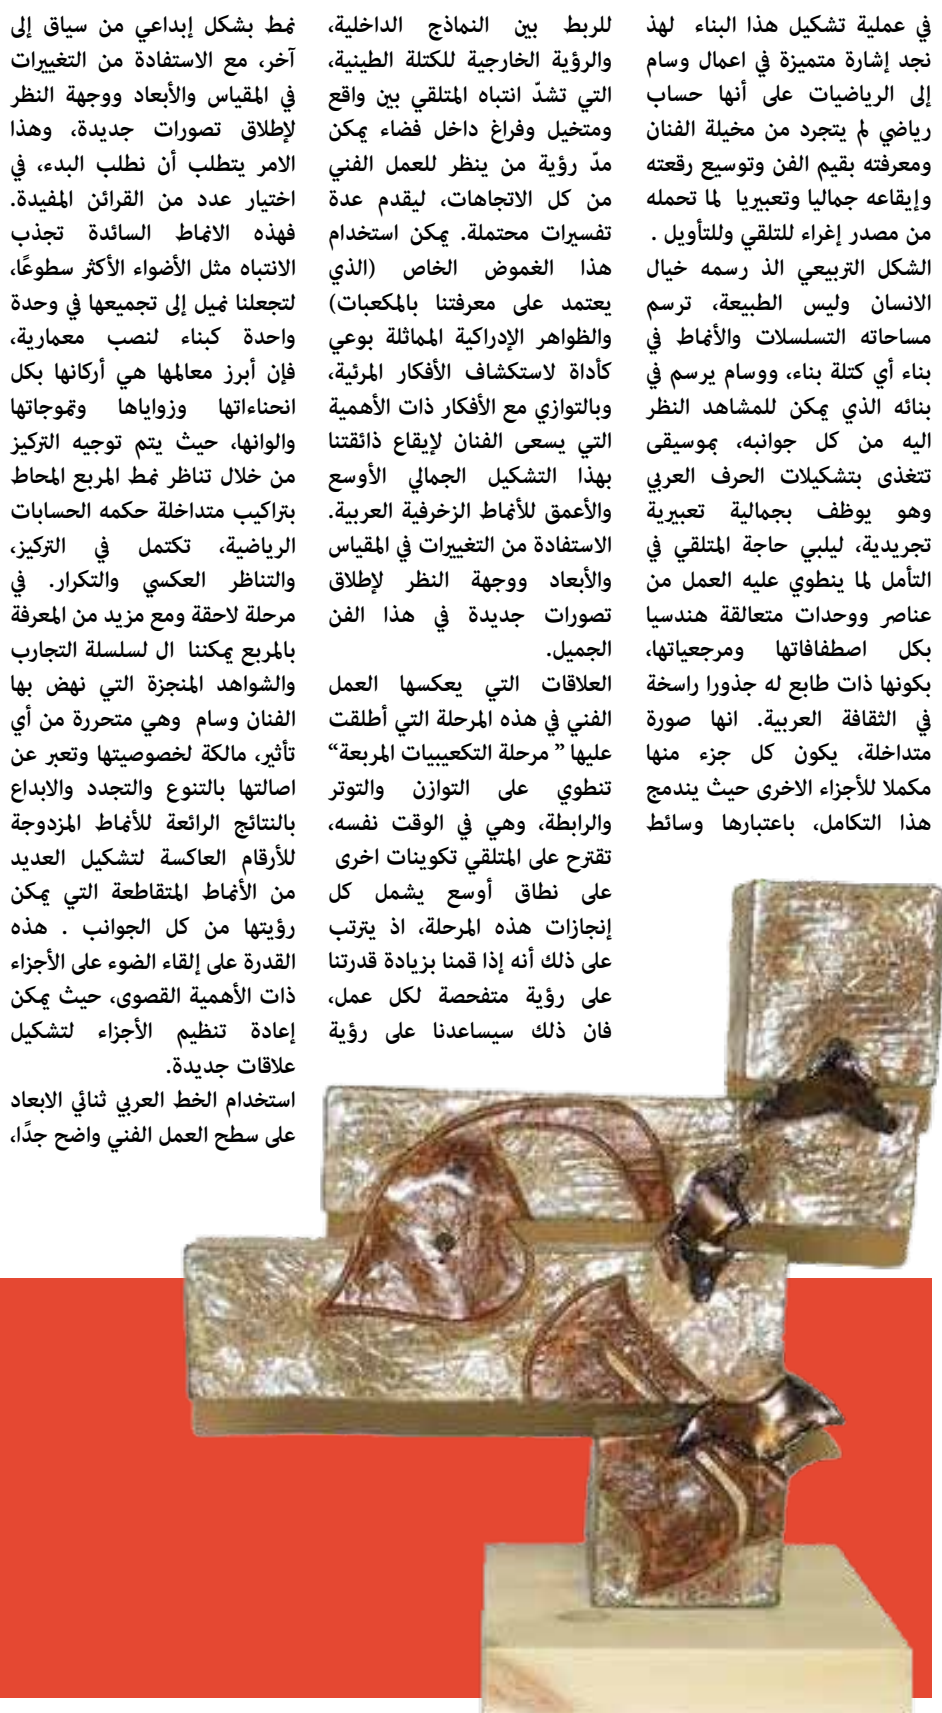 في عملية تشكيل هذا البناء لهذ
نجد إشارة متميزة في اعمال وسام
إلى الرياضيات على أنها حساب
رياضي لم يتجرد من مخيلة الفنان
ومعرفته بقيم الفن وتوسيع رقعته
وإيقاعه جماليا وتعبيريا لما تحمله
من مصدر إغراء للتلقي وللتأويل .
الشكل التربيعي الذ رسمه خيال
الانسان وليس الطبيعة، ترسم
مساحاته التسلسلات والأنماط في
بناء أي كتلة بناء، ووسام يرسم في
بنائه الذي يمكن للمشاهد النظر
اليه من كل جوانبه، بموسيقى
تتغذى بتشكيلات الحرف العربي
وهو يوظف بجمالية تعبيرية
تجريدية، ليلبي حاجة المتلقي في
التأمل لما ينطوي عليه العمل من
عناصر ووحدات متعالقة هندسيا
بكل اصطفافاتها ومرجعياتها،
بكونها ذات طابع له جذورا راسخة
في الثقافة العربية. انها صورة
متداخلة، يكون كل جزء منها
مكملا للأجزاء الاخرى حيث يندمج
هذا التكامل، باعتبارها وسائط
للربط بين النماذج الداخلية،
والرؤية الخارجية للكتلة الطينية،
التي تشدّ انتباه المتلقي بين واقع
ومتخيل وفراغ داخل فضاء يمكن
مدّ رؤية من ينظر للعمل الفني
من كل الاتجاهات، ليقدم عدة
تفسيرات محتملة. يمكن استخدام
هذا الغموض الخاص (الذي
يعتمد على معرفتنا بالمكعبات)
والظواهر الإدراكية المماثلة بوعي
كأداة لاستكشاف الأفكار المرئية،
وبالتوازي مع الأفكار ذات الأهمية
التي يسعى الفنان لإيقاع ذائقتنا
بهذا التشكيل الجمالي الأوسع
والأعمق للأنماط الزخرفية العربية.
الاستفادة من التغييرات في المقياس
والأبعاد ووجهة النظر لإطلاق
تصورات جديدة في هذا الفن
الجميل.
العلاقات التي يعكسها العمل
الفني في هذه المرحلة التي أطلقت
عليها ” مرحلة التكعيبيات المربعة“
تنطوي على التوازن والتوتر
والرابطة، وهي في الوقت نفسه،
تقترح على المتلقي تكوينات اخرى
على نطاق أوسع يشمل كل
إنجازات هذه المرحلة، اذ يترتب
على ذلك أنه إذا قمنا بزيادة قدرتنا
على رؤية متفحصة لكل عمل،
فان ذلك سيساعدنا على رؤية
نمط بشكل إبداعي من سياق إلى
آخر، مع الاستفادة من التغييرات
في المقياس والأبعاد ووجهة النظر
لإطلاق تصورات جديدة، وهذا
الامر يتطلب أن نطلب البدء، في
اختيار عدد من القرائن المفيدة.
فهذه الانماط السائدة تجذب
الانتباه مثل الأضواء الأكثر سطوعًا،
لتجعلنا نميل إلى تجميعها في وحدة
واحدة كبناء لنصب معمارية،
فإن أبرز معالمها هي أركانها بكل
انحناءاتها وزواياها وتموجاتها
والوانها، حيث يتم توجيه التركيز
من خلال تناظر نمط المربع المحاط
بتراكيب متداخلة حكمه الحسابات
الرياضية، تكتمل في التركيز،
والتناظر العكسي والتكرار. في
مرحلة لاحقة ومع مزيد من المعرفة
بالمربع يمكننا ال لسلسلة التجارب
والشواهد المنجزة التي نهض بها
الفنان وسام وهي متحررة من أي
تأثير، مالكة لخصوصيتها وتعبر عن
اصالتها بالتنوع والتجدد والابداع
بالنتائج الرائعة للأنماط المزدوجة
للأرقام العاكسة لتشكيل العديد
من الأنماط المتقاطعة التي يمكن
رؤيتها من كل الجوانب . هذه
القدرة على إلقاء الضوء على الأجزاء
ذات الأهمية القصوى، حيث يمكن
إعادة تنظيم الأجزاء لتشكيل
علاقات جديدة.
استخدام الخط العربي ثنائي الابعاد
على سطح العمل الفني واضح جدًا،